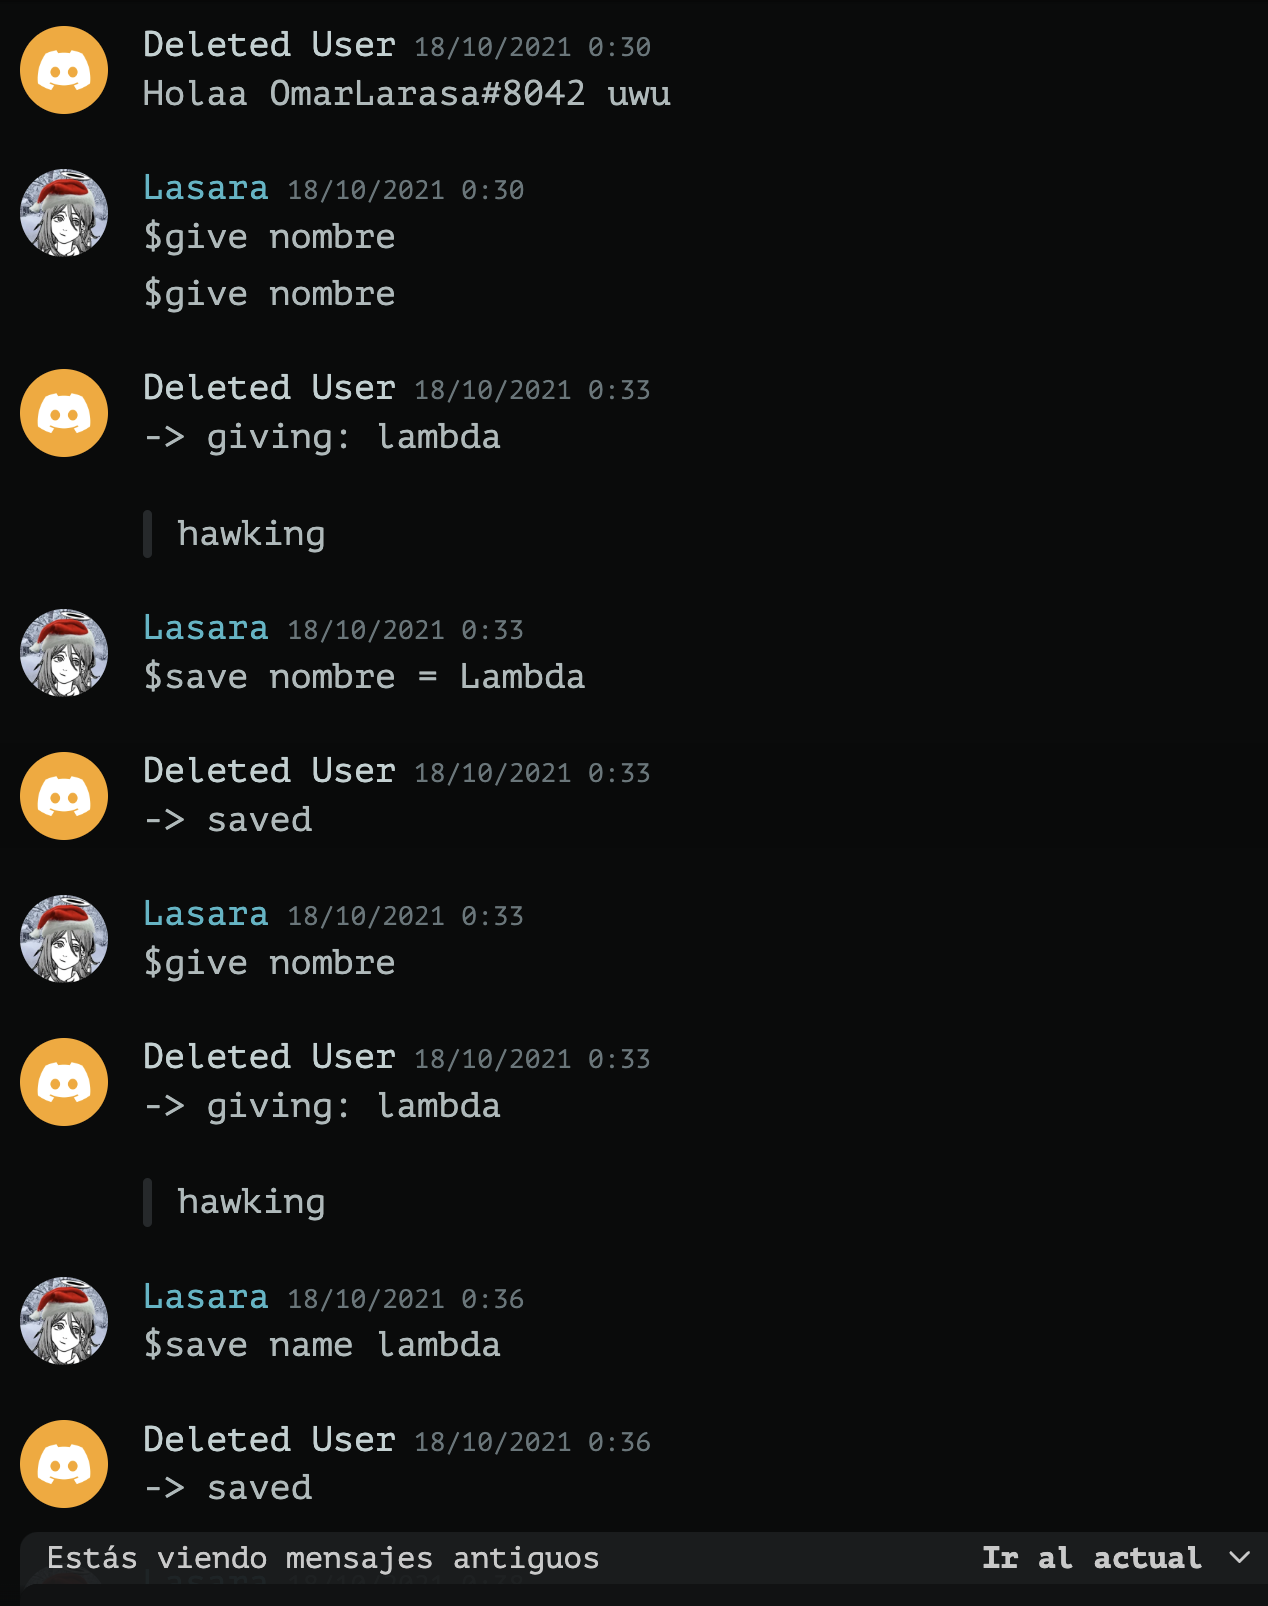 Deleted User 18/10/2021 0:30
Holaa OmarLarasa#8042 uwu
Lasara 18/10/2021 0:30
$give nombre
$give nombre
Deleted User 18/10/2021 0:33
-> giving: lambda
hawking
Lasara 18/10/2021 0:33
$save nombre = Lambda
Deleted User 18/10/2021 0:33
-> saved
Lasara 18/10/2021 0:33
$give nombre
Deleted User 18/10/2021 0:33
-> giving: lambda
hawking
Lasara 18/10/2021 0:36
$save name lambda
Deleted User 18/10/2021 0:36
-> saved
Estás viendo mensajes antiguos Ir al actual